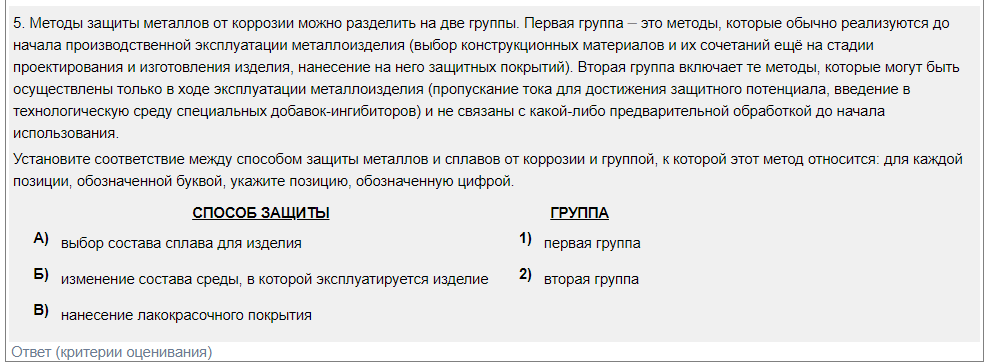 5. Методы защиты металлов от коррозии можно разделить на две группы. Первая группа — это методы, которые обычно реализуются до
начала производственной эксплуатации металлоизделия (выбор конструкционных материалов и их сочетаний ещё на стадии
проектирования и изготовления изделия, нанесение на него защитных покрытий). Вторая группа включает те методы, которые могут быть
осуществлены только в ходе эксплуатации металлоизделия (пропускание тока для достижения защитного потенциала, введение в
технологическую среду специальных добавок-ингибиторов) и не связаны с какой-либо предварительной обработкой до начала
использования.
Установите соответствие между способом защиты металлов и сплавов от коррозии и группой, к которой этот метод относится: для каждой
позиции, обозначенной буквой, укажите позицию, обозначенную цифрой.
СПОСОБ ЗАЩИТЫ ГРУППА
А) выбор состава сплава для изделия 1) первая группа
Б) изменение состава среды, в которой эксплуатируется изделие 2) вторая группа
В) нанесение лакокрасочного покрытия
Ответ (критерии оценивания)